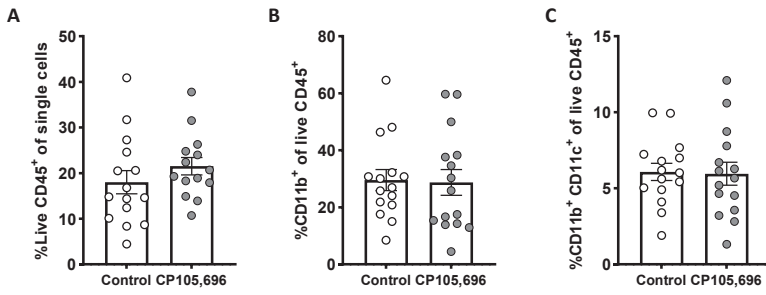 A
%Live CD45⁺ of single cells
50
40
30
20
10
0
Control CP105,696
B
%CD11b⁺ of live CD45⁺
80
60
40
20
0
Control CP105,696
C
%CD11b⁺ CD11c⁺ of live CD45⁺
15
10
5
0
Control CP105,696